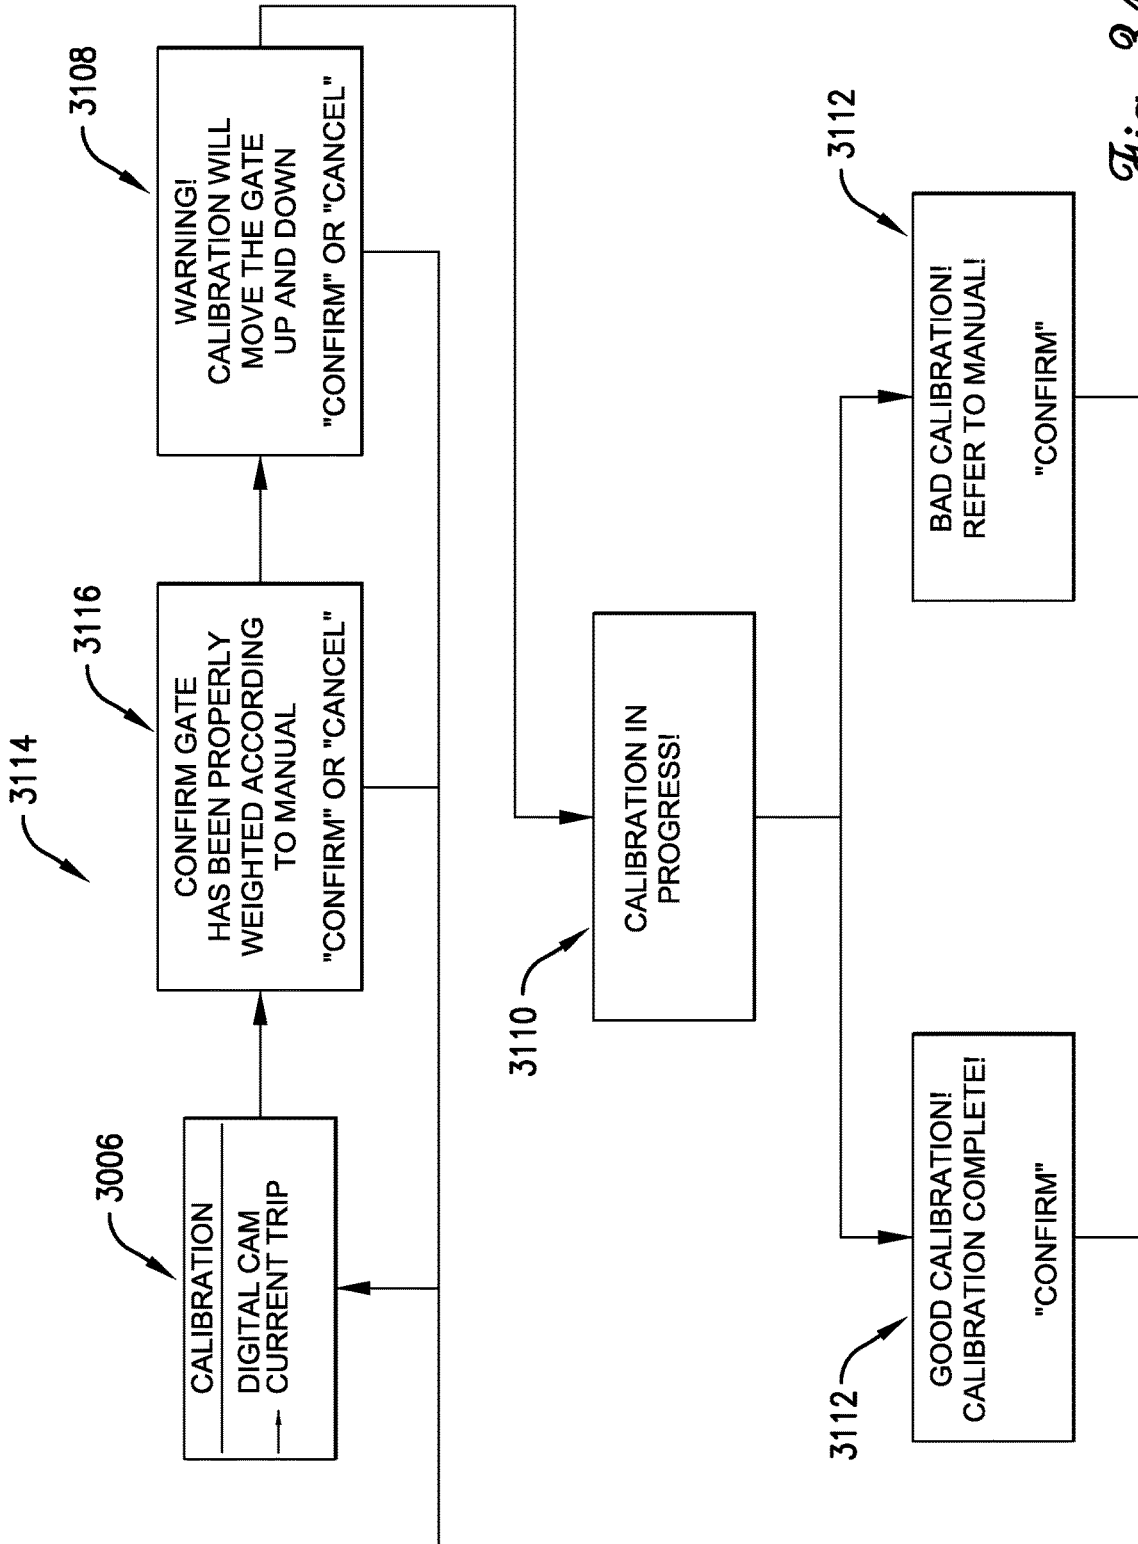 3114
3006
CALIBRATION
DIGITAL CAM
CURRENT TRIP
3116
CONFIRM GATE
HAS BEEN PROPERLY
WEIGHTED ACCORDING
TO MANUAL
"CONFIRM" OR "CANCEL"
3108
WARNING!
CALIBRATION WILL
MOVE THE GATE
UP AND DOWN
"CONFIRM" OR "CANCEL"
3110
CALIBRATION IN
PROGRESS!
3112
GOOD CALIBRATION!
CALIBRATION COMPLETE!
"CONFIRM"
3112
BAD CALIBRATION!
REFER TO MANUAL!
"CONFIRM"
Fig.